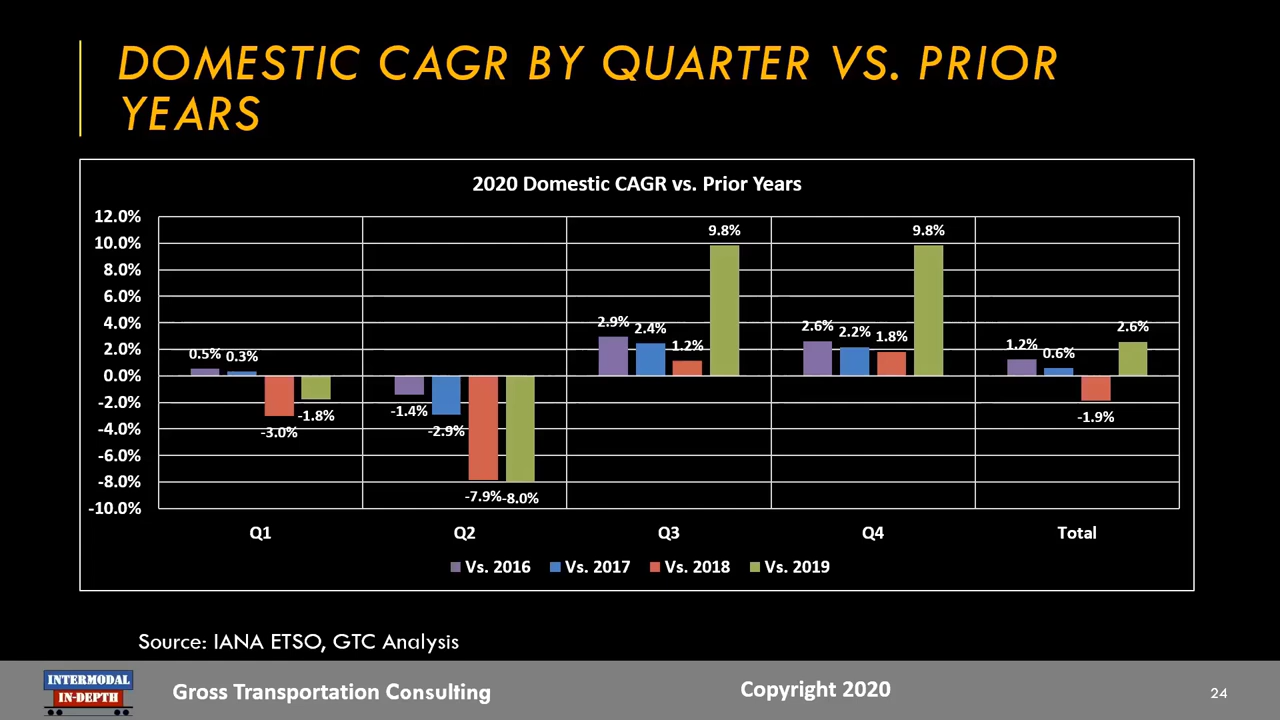 DOMESTIC CAGR BY QUARTER VS. PRIOR
YEARS
2020 Domestic CAGR vs. Prior Years
12.0%
10.0%
8.0%
6.0%
4.0%
2.0%
0.0%
-2.0%
-4.0%
-6.0%
-8.0%
-10.0%
0.5% 0.3% -3.0% -1.8%
-1.4% -2.9% -7.9% -8.0%
2.9% 2.4% 1.2% 9.8%
2.6% 2.2% 1.8% 9.8%
1.2% 0.6% -1.9% 2.6%
Q1 Q2 Q3 Q4 Total
Vs. 2016 Vs. 2017 Vs. 2018 Vs. 2019
Source: IANA ETSO, GTC Analysis
INTERMODAL
IN-DEPTH
Gross Transportation Consulting
Copyright 2020
24